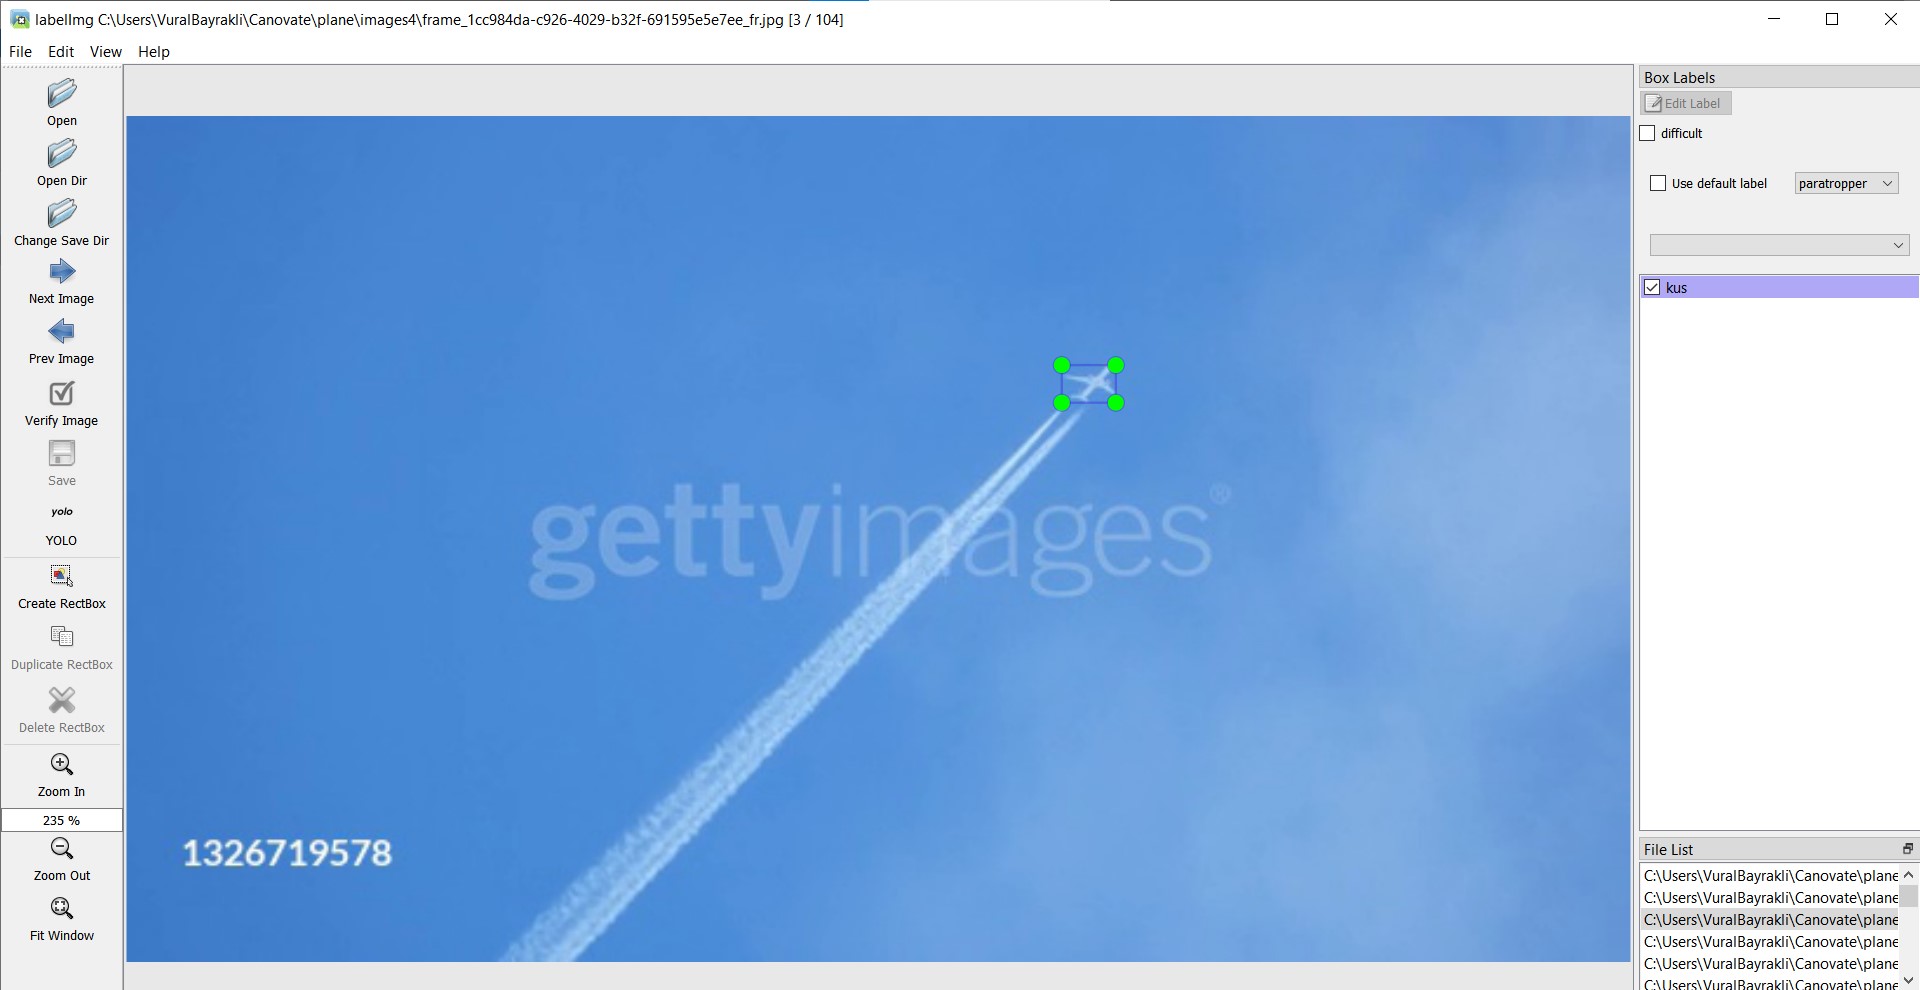 labelImg C:\Users\VuralBayrakli\Canovate\plane\images4\frame_1cc984da-c926-4029-b32f-691595e5e7ee_fr.jpg [3 / 104]
File Edit View Help
Open
Open Dir
Change Save Dir
Next Image
Prev Image
Verify Image
Save
yolo
YOLO
Create RectBox
Duplicate RectBox
Delete RectBox
Zoom In
235 %
Zoom Out
Fit Window
gettyimages®
1326719578
Box Labels
Edit Label
difficult
Use default label paratropper
kus
File List
C:\Users\VuralBayrakli\Canovate\plane
C:\Users\VuralBayrakli\Canovate\plane
C:\Users\VuralBayrakli\Canovate\plane
C:\Users\VuralBayrakli\Canovate\plane
C:\Users\VuralBayrakli\Canovate\plane
C:\Users\VuralBayrakli\Canovate\plane